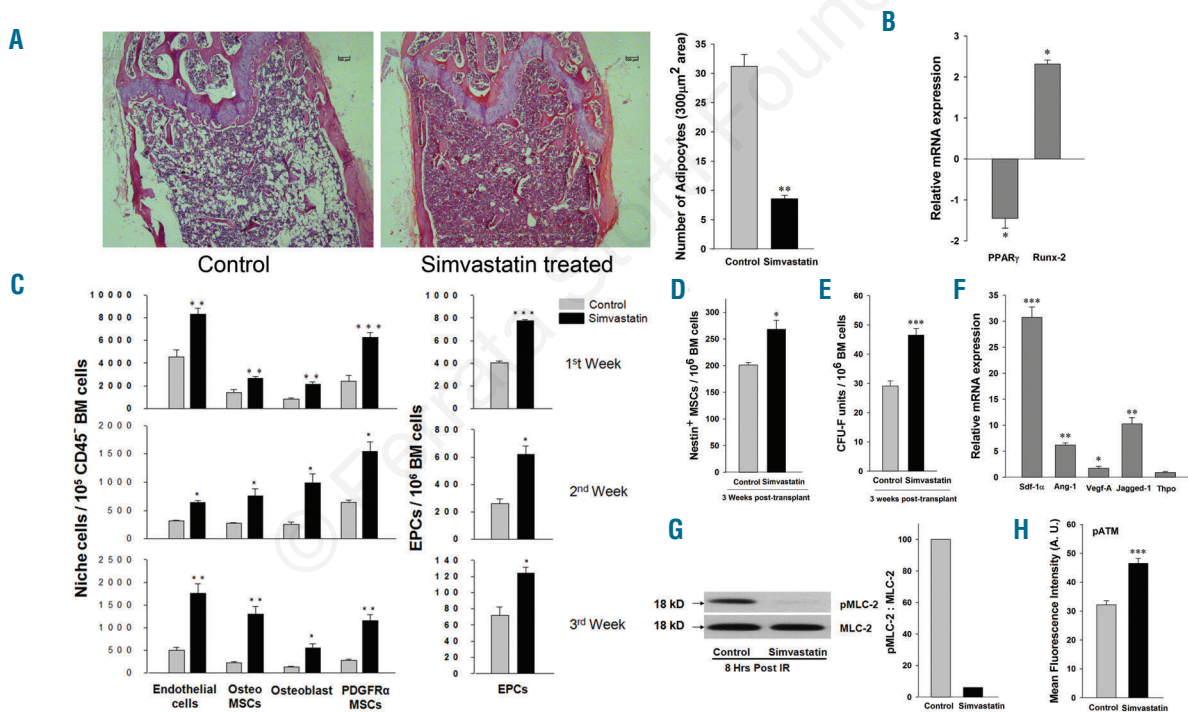 A
Control
Simvastatin treated
Number of Adipocytes (300µm² area)
35
30
25
20
15
10
5
0
**
Control Simvastatin
B
Relative mRNA expression
3
2
1
0
-1
-2
*
*
PPARγ Runx-2
C
Niche cells / 10⁵ CD45⁻ BM cells
10000
8000
6000
4000
2000
0
** ** ** ***
2000
1500
1000
500
0
* * * *
2500
2000
1500
1000
500
0
** ** * **
Endothelial cells
Osteo MSCs
Osteoblast
PDGFRα MSCs
EPCs / 10⁶ BM cells
1000
800
600
400
200
0
***
Control
Simvastatin
1st Week
800
600
400
200
0
*
2nd Week
140
120
100
80
60
40
20
0
*
3rd Week
EPCs
D
Nestin⁺ MSCs / 10⁶ BM cells
300
250
200
150
100
50
0
*
Control Simvastatin
3 Weeks post-transplant
E
CFU-F units / 10⁶ BM cells
60
50
40
30
20
10
0
***
Control Simvastatin
3 weeks post-transplant
F
Relative mRNA expression
35
30
25
20
15
10
5
0
*** ** * **
Sdf-1α Ang-1 Vegf-A Jagged-1 Thpo
G
18 kD pMLC-2
18 kD MLC-2
Control Simvastatin
8 Hrs Post IR
pMLC-2 : MLC-2
100
80
60
40
20
0
Control Simvastatin
H
Mean Fluorescence Intensity (A. U.)
60
50
40
30
20
10
0
pATM
***
Control Simvastatin
© Ferrata Storti Foun